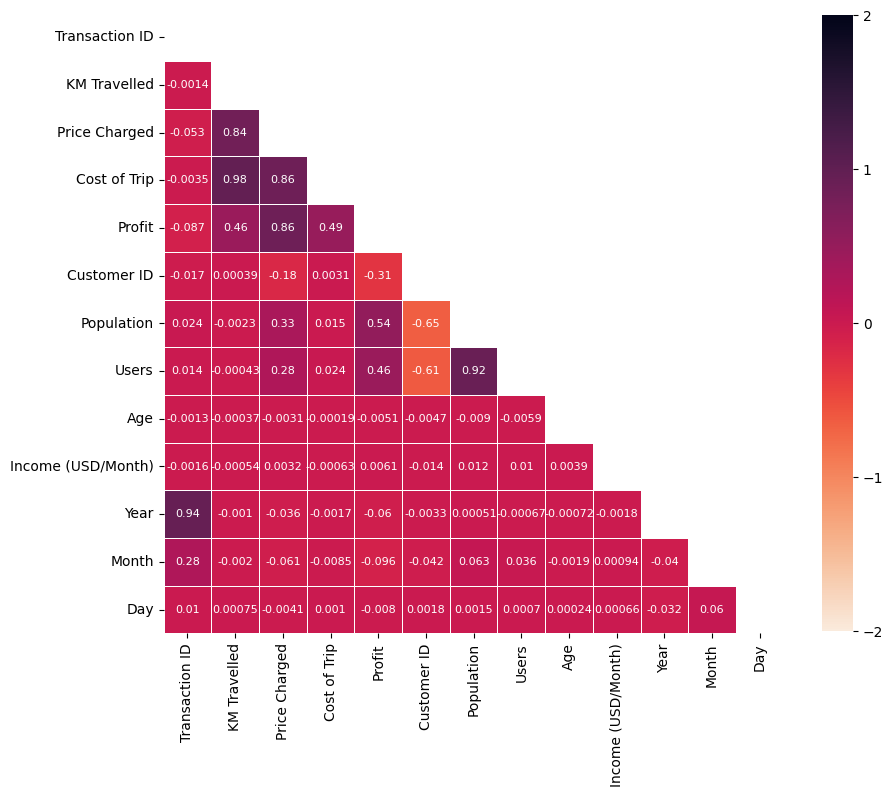 Transaction ID
KM Travelled -0.0014
Price Charged -0.053 0.84
Cost of Trip -0.0035 0.98 0.86
Profit -0.087 0.46 0.86 0.49
Customer ID -0.017 0.00039 -0.18 0.0031 -0.31
Population 0.024 -0.0023 0.33 0.015 0.54 -0.65
Users 0.014 -0.00043 0.28 0.024 0.46 -0.61 0.92
Age -0.0013 -0.00037 -0.0031 -0.00019 -0.0051 -0.0047 -0.009 -0.0059
Income (USD/Month) -0.0016 -0.00054 0.0032 -0.00063 0.0061 -0.014 0.012 0.01 0.0039
Year 0.94 -0.001 -0.036 -0.0017 -0.06 -0.0033 0.00051 -0.00067 -0.00072 -0.0018
Month 0.28 -0.002 -0.061 -0.0085 -0.096 -0.042 0.063 0.036 -0.0019 0.00094 -0.04
Day 0.01 0.00075 -0.0041 0.001 -0.008 0.0018 0.0015 0.0007 0.00024 0.00066 -0.032 0.06
Transaction ID
KM Travelled
Price Charged
Cost of Trip
Profit
Customer ID
Population
Users
Age
Income (USD/Month)
Year
Month
Day
2
1
0
−1
−2